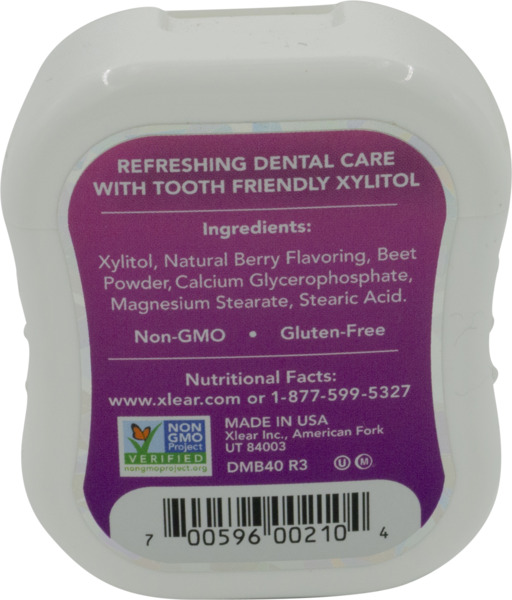 REFRESHING DENTAL CARE
WITH TOOTH FRIENDLY XYLITOL
Ingredients:
Xylitol, Natural Berry Flavoring, Beet
Powder, Calcium Glycerophosphate,
Magnesium Stearate, Stearic Acid.
Non-GMO • Gluten-Free
Nutritional Facts:
www.xlear.com or 1-877-599-5327
NON
GMO
Project
VERIFIED
nongmoproject.org
MADE IN USA
Xlear Inc., American Fork
UT 84003
DMB40 R3 U M
7 00596 00210 4